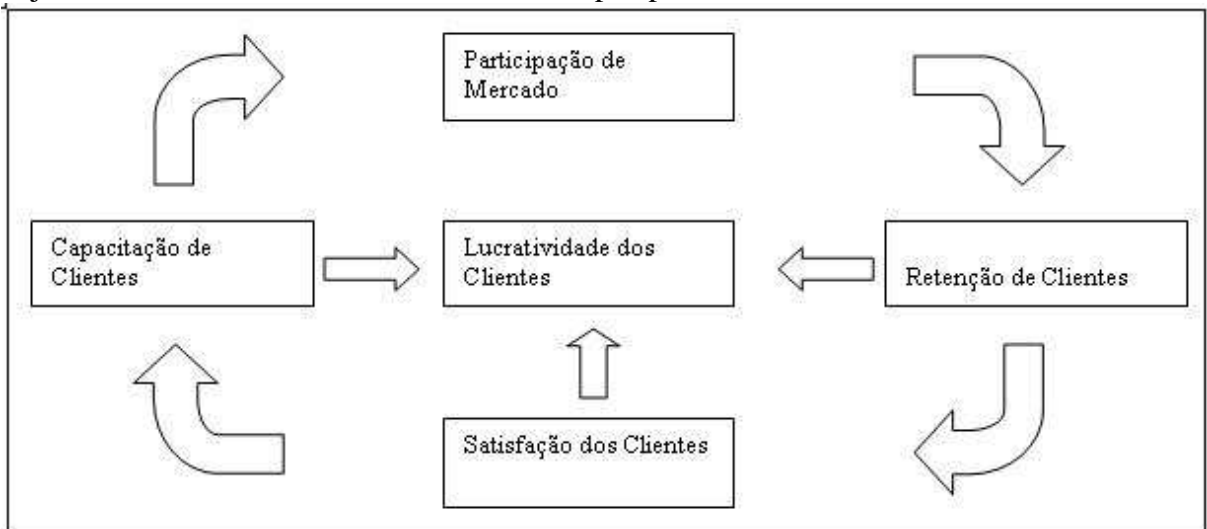 Participação de
Mercado
Capacitação de
Clientes
Lucratividade dos
Clientes
Retenção de Clientes
Satisfação dos Clientes